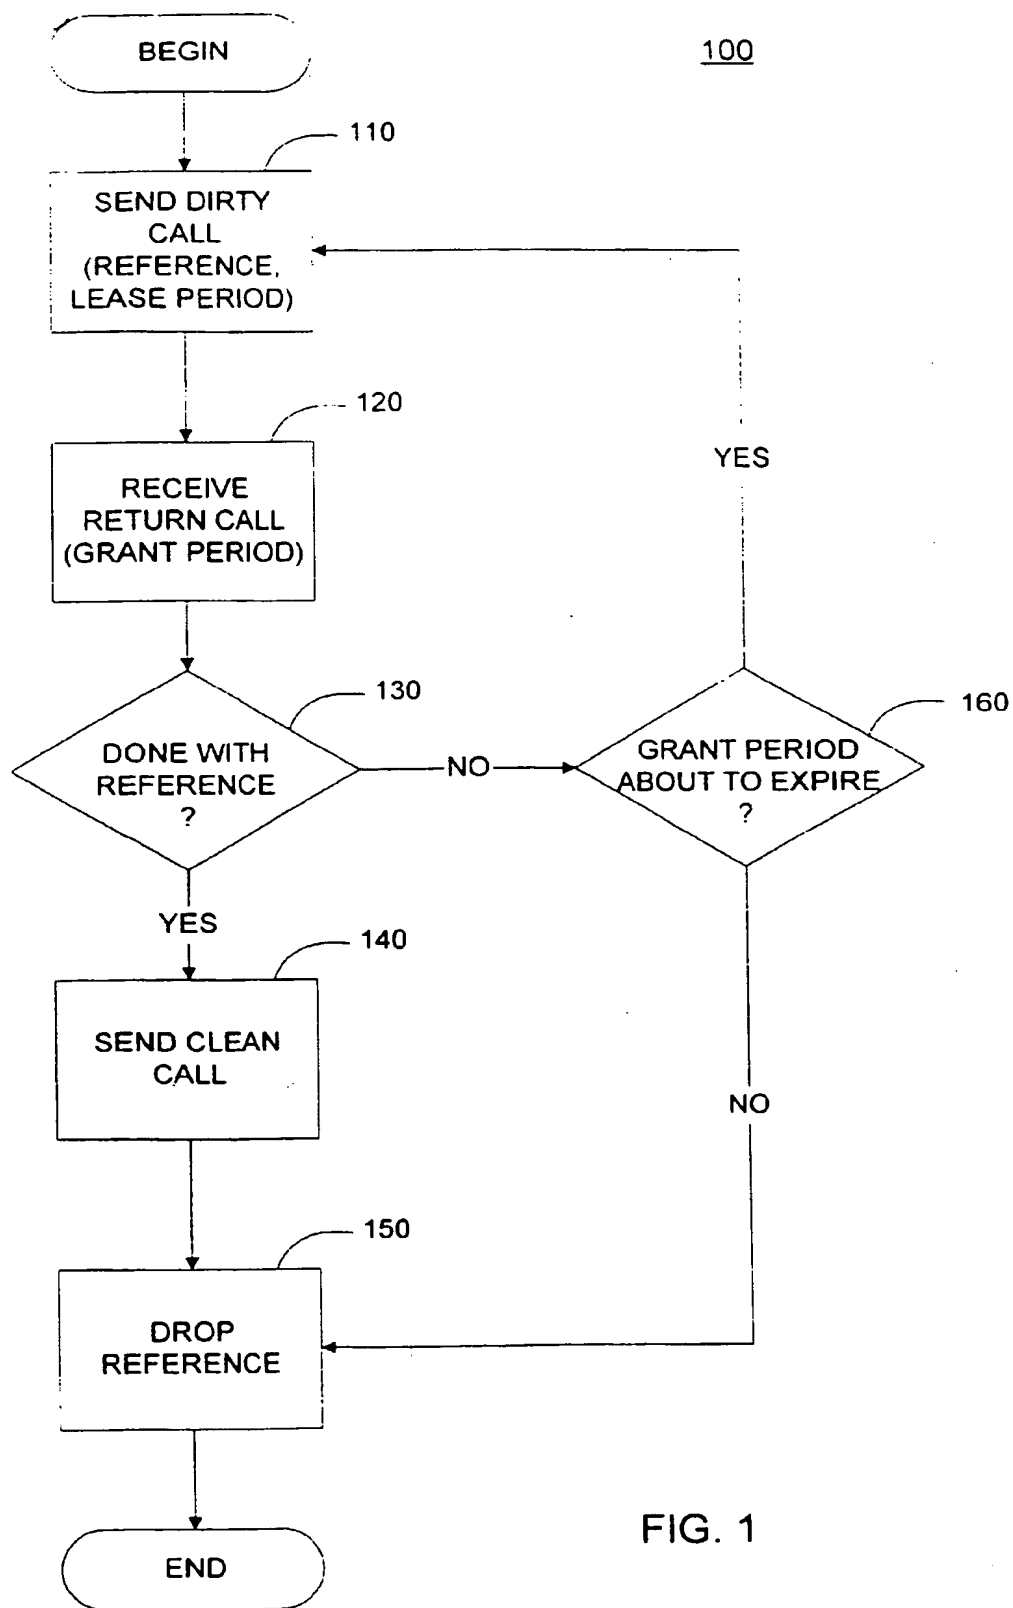 BEGIN
100
110
SEND DIRTY
CALL
(REFERENCE,
LEASE PERIOD)
120
RECEIVE
RETURN CALL
(GRANT PERIOD)
YES
130
DONE WITH
REFERENCE
?
NO
160
GRANT PERIOD
ABOUT TO EXPIRE
?
YES
140
SEND CLEAN
CALL
NO
150
DROP
REFERENCE
END
FIG. 1